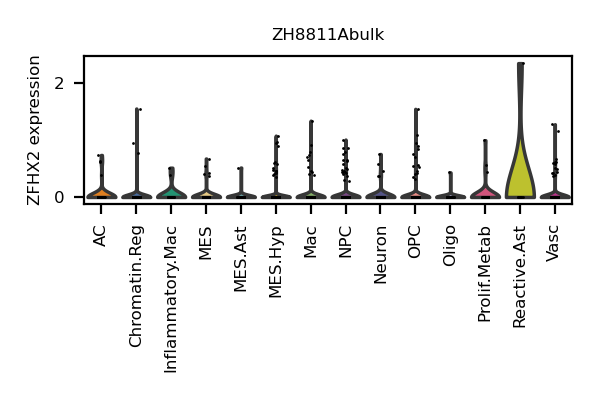 ZH8811Abulk
ZFHX2 expression
2
0
AC
Chromatin.Reg
Inflammatory.Mac
MES
MES.Ast
MES.Hyp
Mac
NPC
Neuron
OPC
Oligo
Prolif.Metab
Reactive.Ast
Vasc